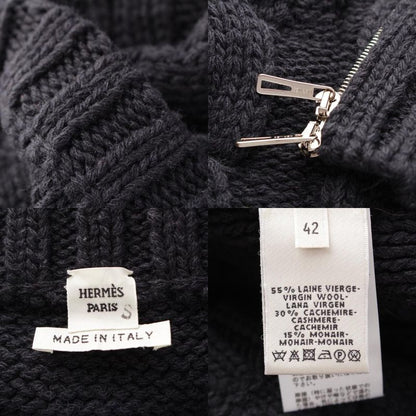 HERMÈS
PARIS
S
MADE IN ITALY
42
55% LAINE VIERGE-
VIRGIN WOOL-
LANA VIRGEN
30% CACHEMIRE-
CASHMERE-
CACHEMIR
15% MOHAIR-
MOHAIR-MOHAIR